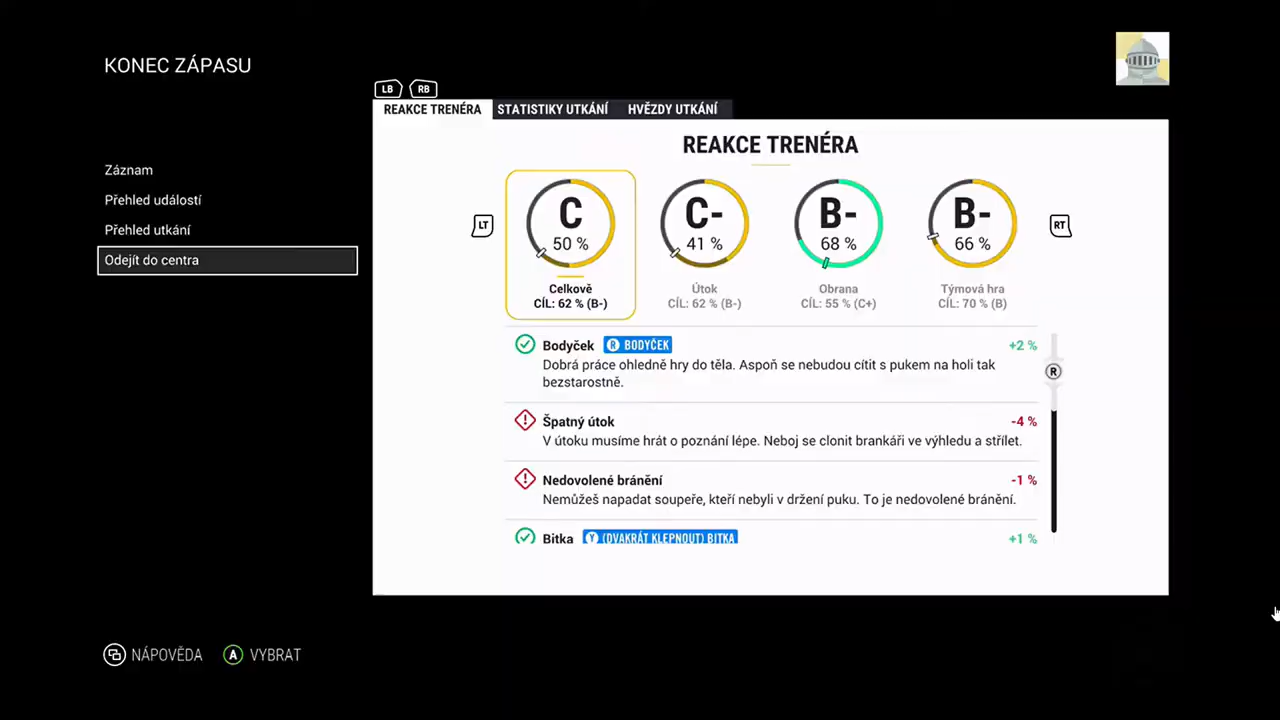 KONEC ZÁPASU
Záznam
Přehled událostí
Přehled utkání
Odejít do centra
LB RB
REAKCE TRENÉRA STATISTIKY UTKÁNÍ HVĚZDY UTKÁNÍ
REAKCE TRENÉRA
LT
C
50 %
Celkově
CÍL: 62 % (B-)
C-
41 %
Útok
CÍL: 62 % (B-)
B-
68 %
Obrana
CÍL: 55 % (C+)
B-
66 %
Týmová hra
CÍL: 70 % (B)
RT
Bodyček R BODYČEK +2 %
Dobrá práce ohledně hry do těla. Aspoň se nebudou cítit s pukem na holi tak
bezstarostně.
R
Špatný útok -4 %
V útoku musíme hrát o poznání lépe. Neboj se clonit brankáři ve výhledu a střílet.
Nedovolené bránění -1 %
Nemůžeš napadat soupeře, kteří nebyli v držení puku. To je nedovolené bránění.
Bitka Y (DVAKRÁT KLEPNOUT) BITKA +1 %
NÁPOVĚDA A VYBRAT